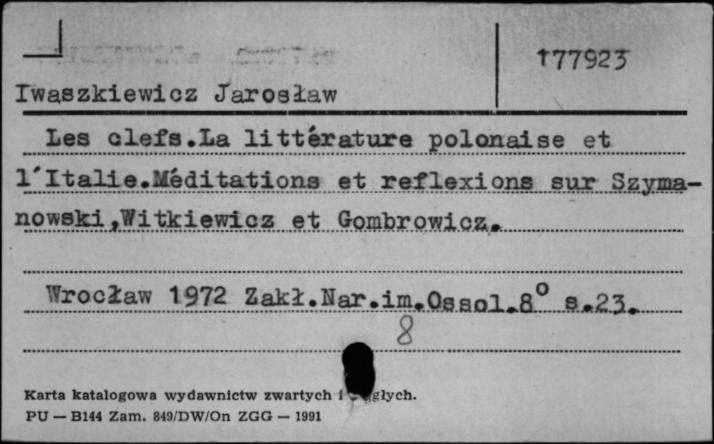 177923
Iwaszkiewicz Jarosław
Les clefs.La littérature polonaise et
l'Italie.Méditations et reflexions sur Szyma-
nowski,Witkiewicz et Gombrowicz.
Wrocław 1972 Zakł.Nar.im.Ossol.8° s.23.
8
Karta katalogowa wydawnictw zwartych i
PU — B144 Zam. 849/DW/On ZGG — 1991